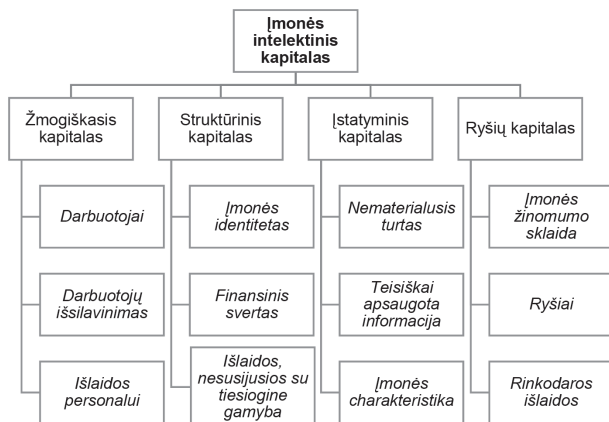 Įmonės
intelektinis
kapitalas
Žmogiškasis
kapitalas
Struktūrinis
kapitalas
Įstatyminis
kapitalas
Ryšių kapitalas
Darbuotojai
Įmonės
identitetas
Nematerialusis
turtas
Įmonės
žinomumo
sklaida
Darbuotojų
išsilavinimas
Finansinis
svertas
Teisiškai
apsaugota
informacija
Ryšiai
Išlaidos
personalui
Išlaidos,
nesusijusios su
tiesiogine
gamyba
Įmonės
charakteristika
Rinkodaros
išlaidos